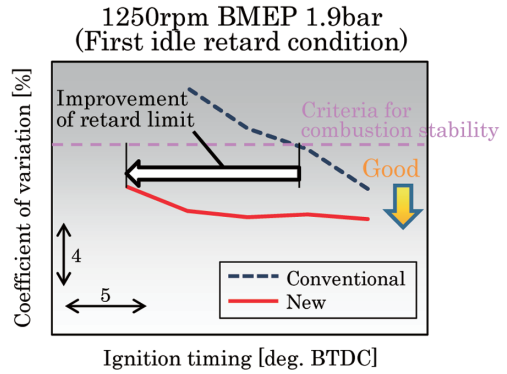 1250rpm BMEP 1.9bar
(First idle retard condition)
Coefficient of variation [%]
Improvement
of retard limit
Criteria for
combustion stability
Good
4
5
Conventional
New
Ignition timing [deg. BTDC]